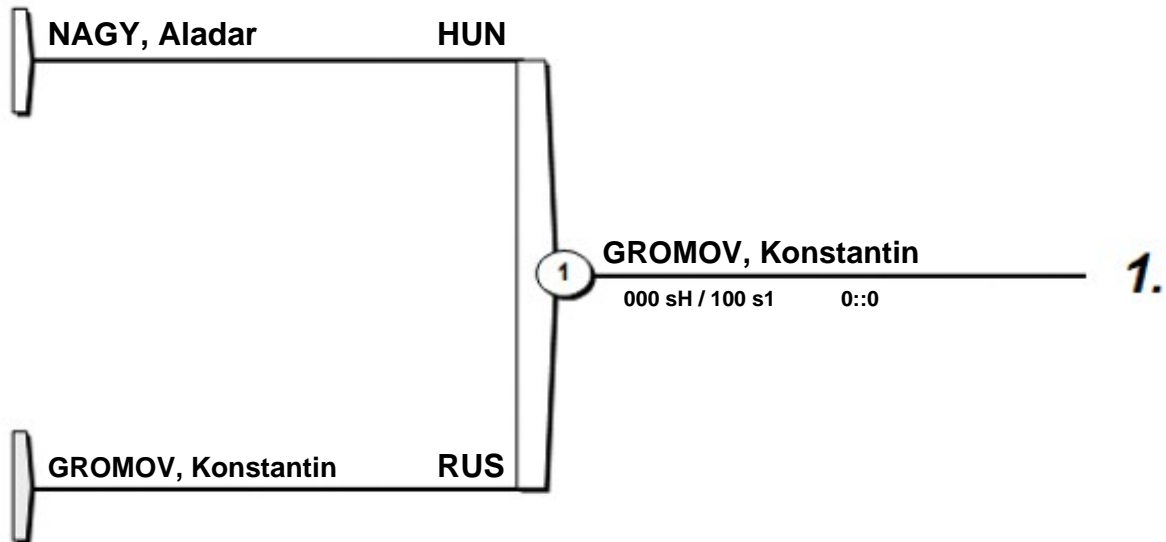 NAGY, Aladar HUN
GROMOV, Konstantin 1.
1
000 sH / 100 s1 0::0
GROMOV, Konstantin RUS